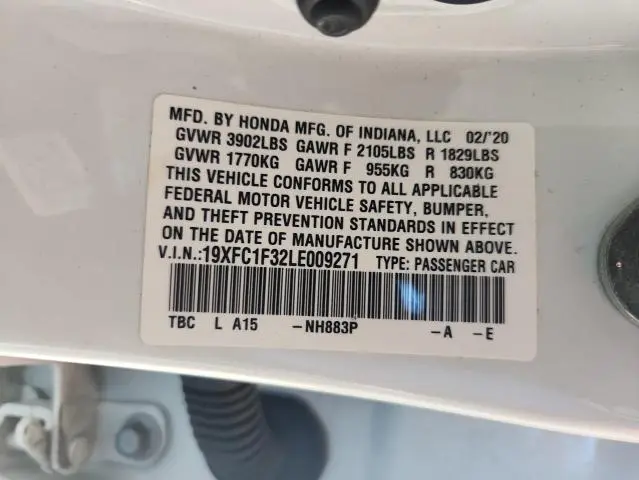 MFD. BY HONDA MFG. OF INDIANA, LLC 02/'20
GVWR 3902LBS GAWR F 2105LBS R 1829LBS
GVWR 1770KG GAWR F 955KG R 830KG
THIS VEHICLE CONFORMS TO ALL APPLICABLE
FEDERAL MOTOR VEHICLE SAFETY, BUMPER,
AND THEFT PREVENTION STANDARDS IN EFFECT
ON THE DATE OF MANUFACTURE SHOWN ABOVE.
V.I.N.:19XFC1F32LE009271 TYPE: PASSENGER CAR
TBC L A15 -NH883P -A -E